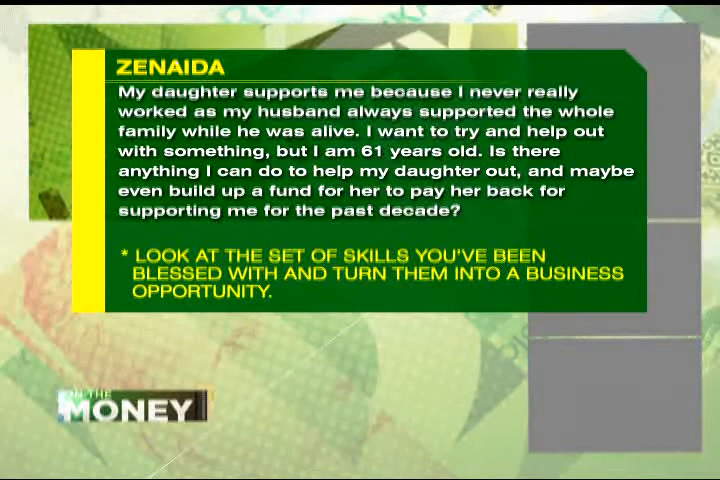 ZENAIDA
My daughter supports me because I never really
worked as my husband always supported the whole
family while he was alive. I want to try and help out
with something, but I am 61 years old. Is there
anything I can do to help my daughter out, and maybe
even build up a fund for her to pay her back for
supporting me for the past decade?
* LOOK AT THE SET OF SKILLS YOU'VE BEEN
BLESSED WITH AND TURN THEM INTO A BUSINESS
OPPORTUNITY.
ON THE
MONEY